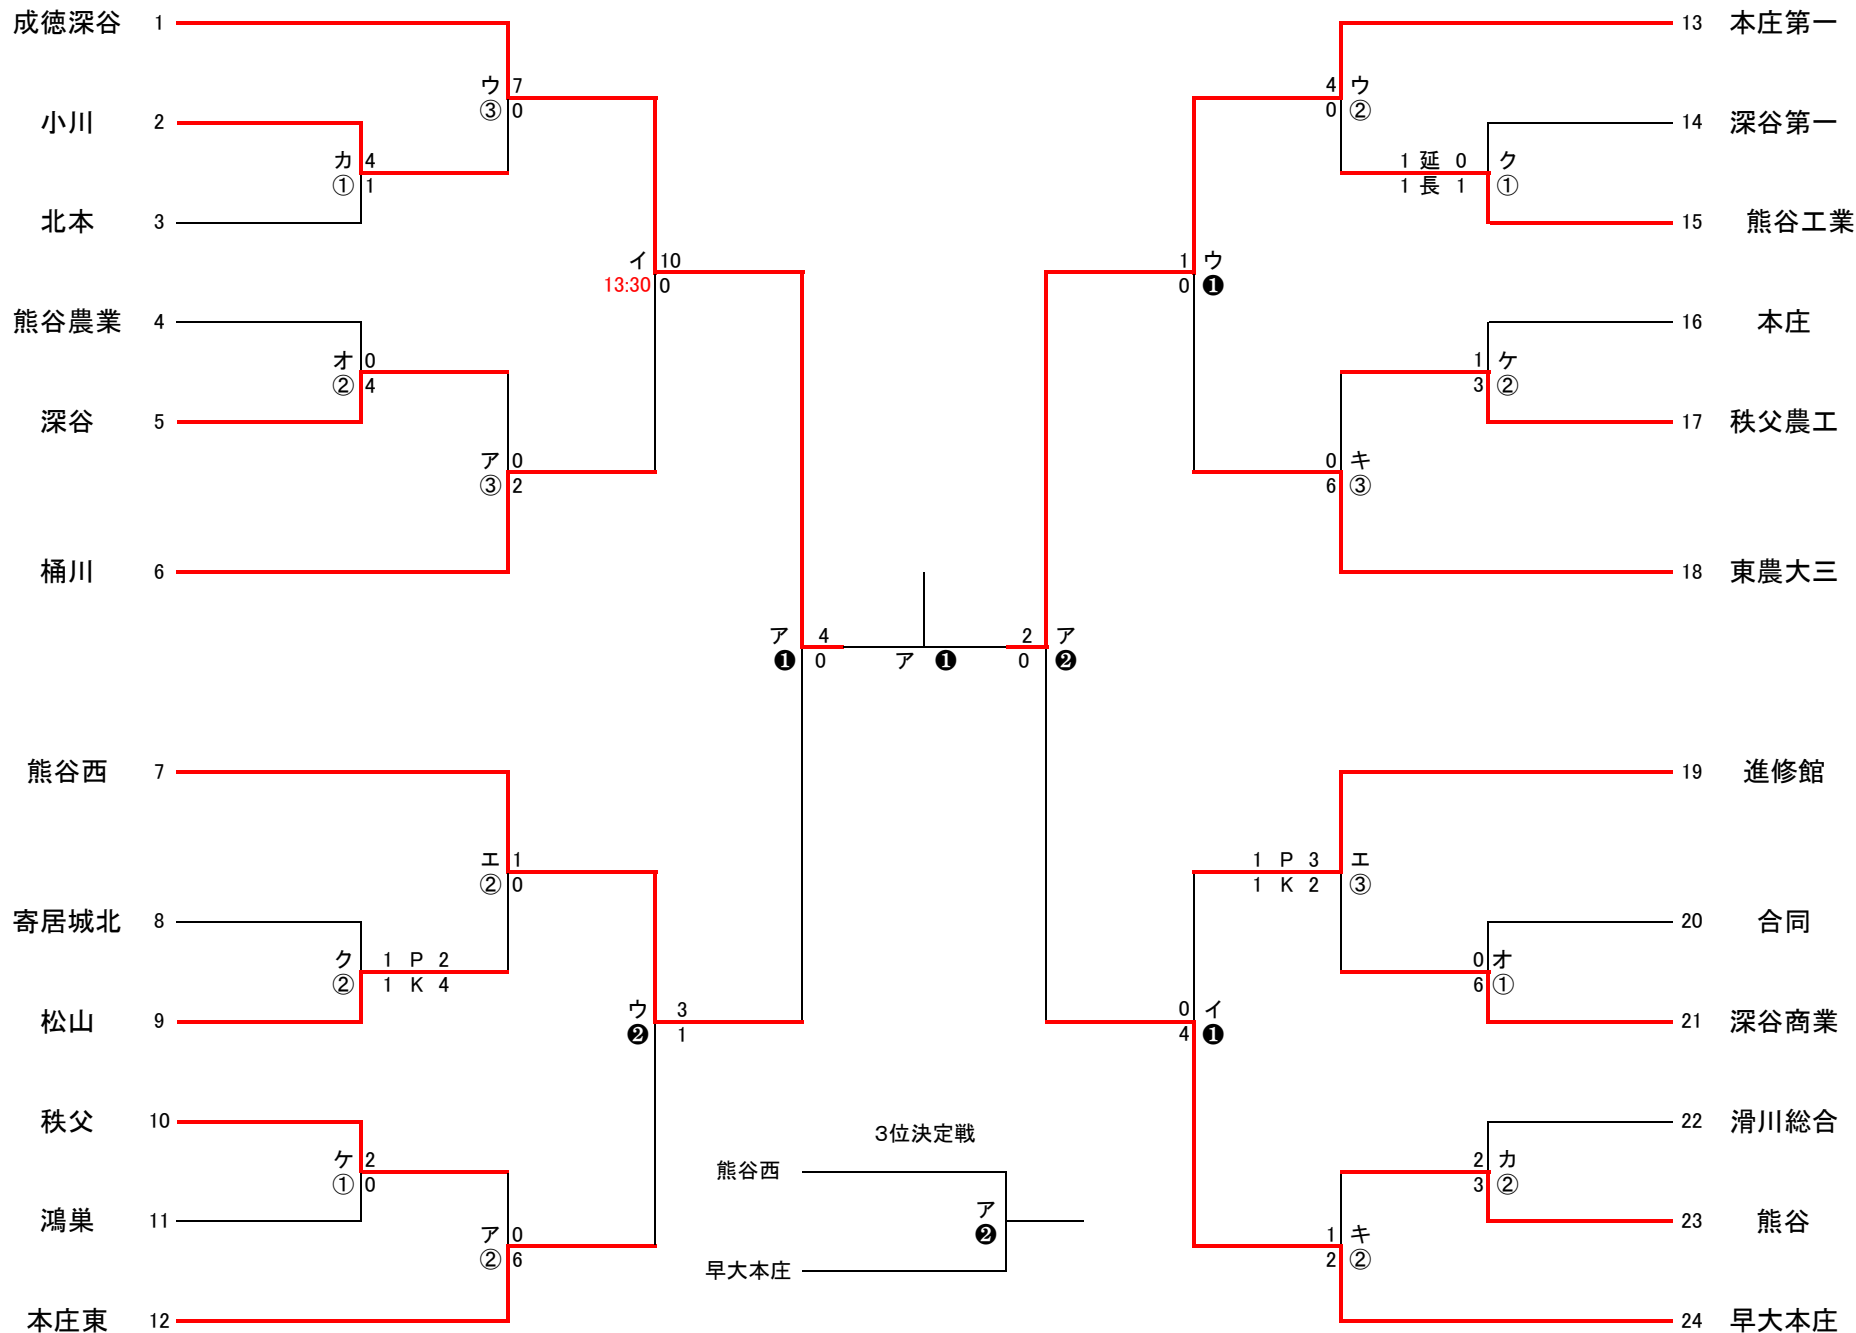 成徳深谷 1
ウ 7
③ 0
小川 2
カ 4
① 1
北本 3
イ 10
13:30 0
熊谷農業 4
オ 0
② 4
深谷 5
ア 0
③ 2
桶川 6
ア 4
❶ 0
熊谷西 7
エ 1
② 0
寄居城北 8
ク 1 P 2
② 1 K 4
松山 9
ウ 3
❷ 1
秩父 10
ケ 2
① 0
鴻巣 11
ア 0
② 6
本庄東 12
ア ❶
3位決定戦
熊谷西
ア
❷
早大本庄
13 本庄第一
4 ウ
0 ②
14 深谷第一
1 延 0 ク
1 長 1 ①
15 熊谷工業
1 ウ
0 ❶
16 本庄
1 ケ
3 ②
17 秩父農工
0 キ
6 ③
18 東農大三
2 ア
0 ❷
19 進修館
1 P 3 エ
1 K 2 ③
20 合同
0 オ
6 ①
21 深谷商業
0 イ
4 ❶
22 滑川総合
2 カ
3 ②
23 熊谷
1 キ
2 ②
24 早大本庄